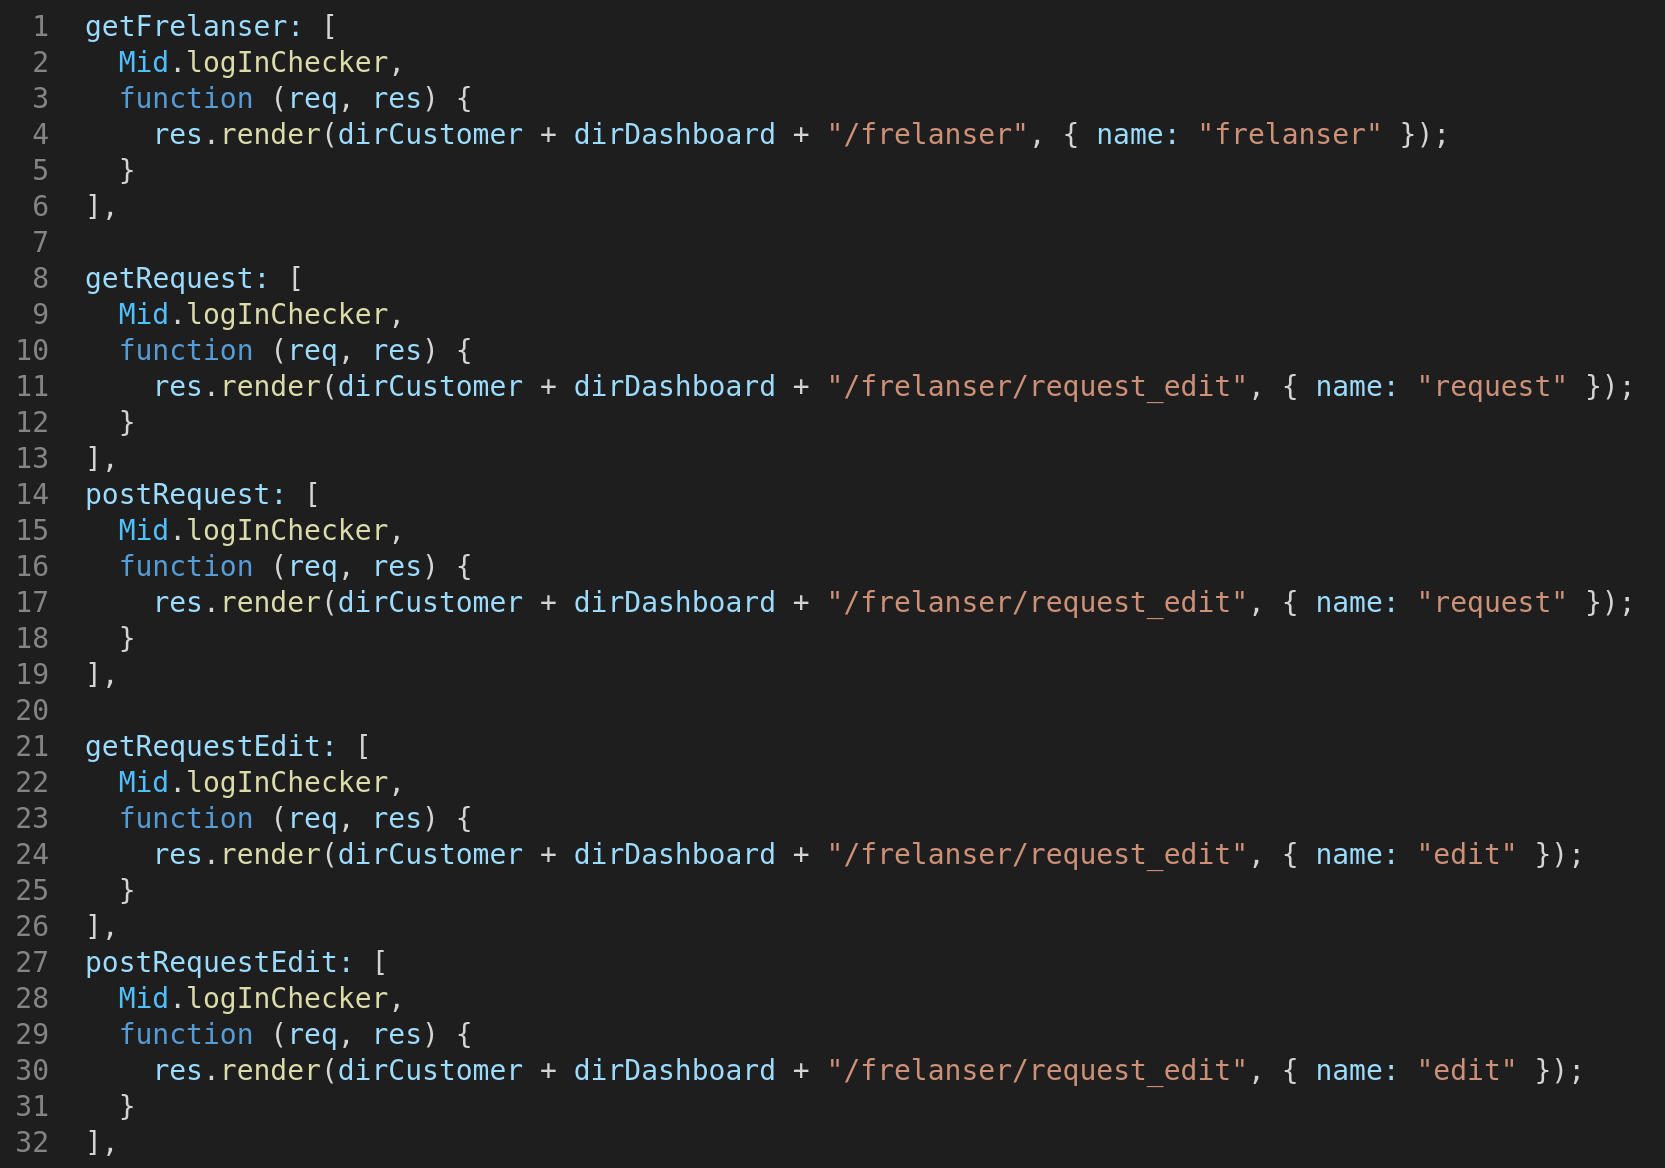 1 getFrelanser: [
2   Mid.logInChecker,
3   function (req, res) {
4     res.render(dirCustomer + dirDashboard + "/frelanser", { name: "frelanser" });
5   }
6 ],
7
8 getRequest: [
9   Mid.logInChecker,
10   function (req, res) {
11     res.render(dirCustomer + dirDashboard + "/frelanser/request_edit", { name: "request" });
12   }
13 ],
14 postRequest: [
15   Mid.logInChecker,
16   function (req, res) {
17     res.render(dirCustomer + dirDashboard + "/frelanser/request_edit", { name: "request" });
18   }
19 ],
20
21 getRequestEdit: [
22   Mid.logInChecker,
23   function (req, res) {
24     res.render(dirCustomer + dirDashboard + "/frelanser/request_edit", { name: "edit" });
25   }
26 ],
27 postRequestEdit: [
28   Mid.logInChecker,
29   function (req, res) {
30     res.render(dirCustomer + dirDashboard + "/frelanser/request_edit", { name: "edit" });
31   }
32 ],